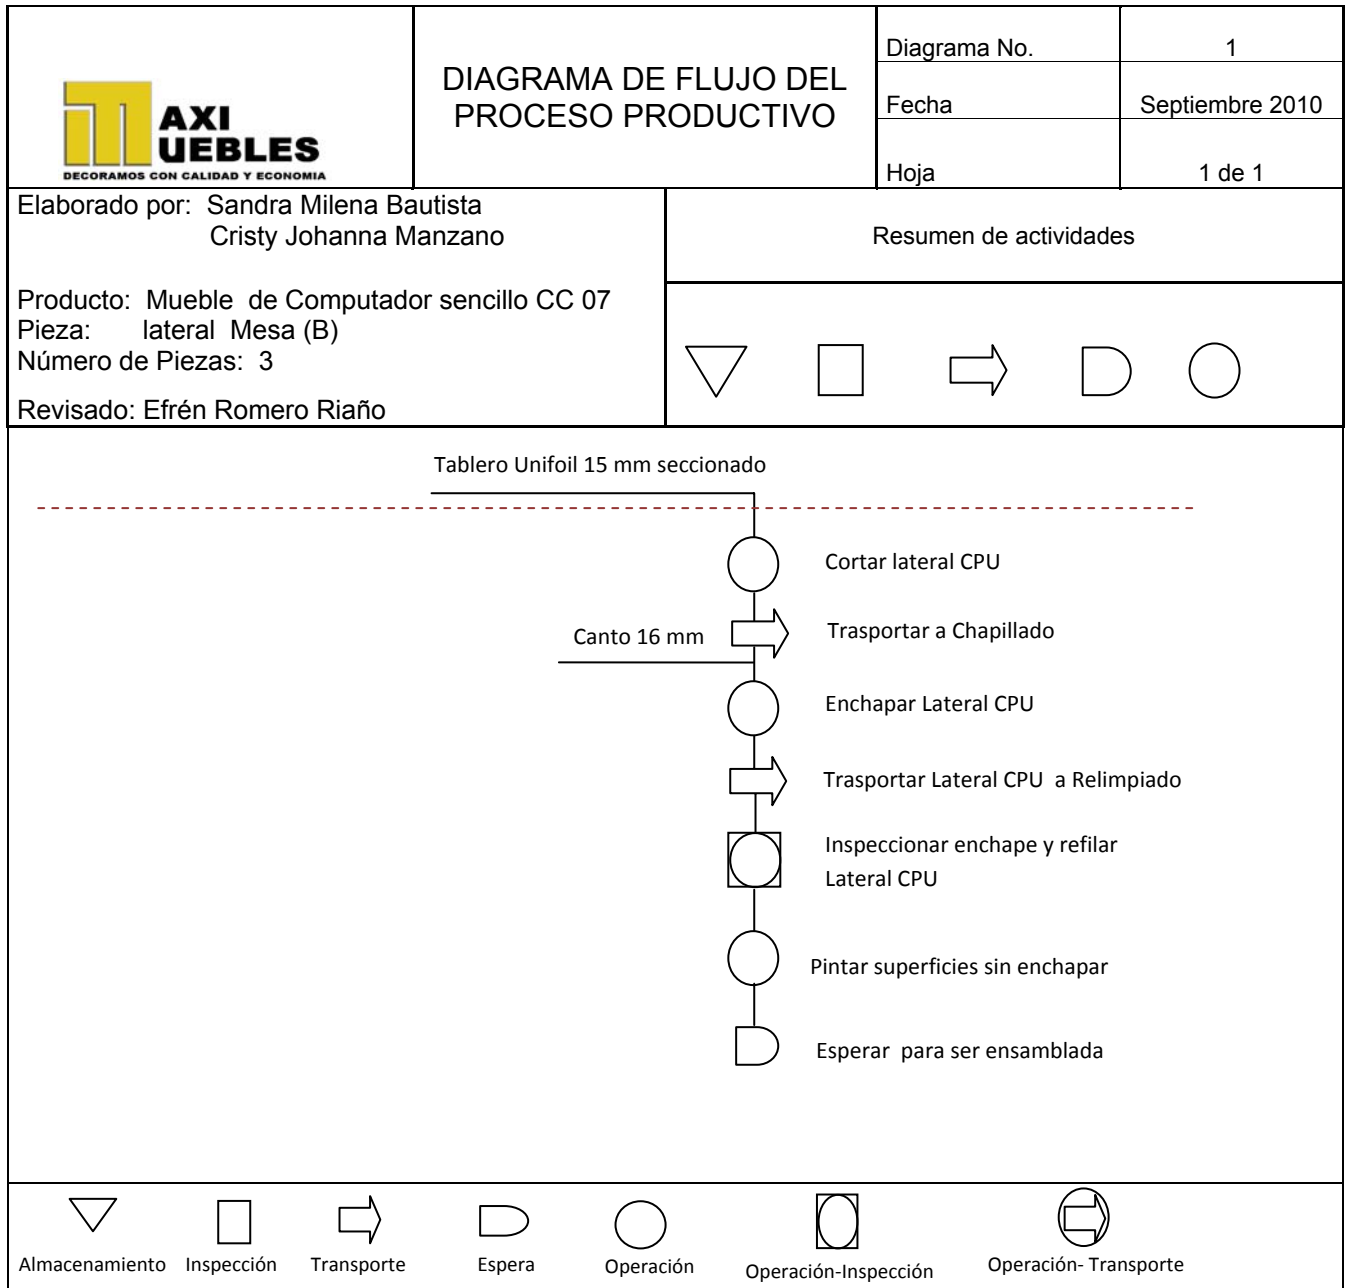 AXI
UEBLES
DECORAMOS CON CALIDAD Y ECONOMIA
DIAGRAMA DE FLUJO DEL
PROCESO PRODUCTIVO
Diagrama No. 1
Fecha Septiembre 2010
Hoja 1 de 1
Elaborado por: Sandra Milena Bautista
Cristy Johanna Manzano
Producto: Mueble de Computador sencillo CC 07
Pieza: lateral Mesa (B)
Número de Piezas: 3
Revisado: Efrén Romero Riaño
Resumen de actividades
Tablero Unifoil 15 mm seccionado
Cortar lateral CPU
Trasportar a Chapillado
Canto 16 mm
Enchapar Lateral CPU
Trasportar Lateral CPU a Relimpiado
Inspeccionar enchape y refilar
Lateral CPU
Pintar superficies sin enchapar
Esperar para ser ensamblada
Almacenamiento
Inspección
Transporte
Espera
Operación
Operación-Inspección
Operación- Transporte